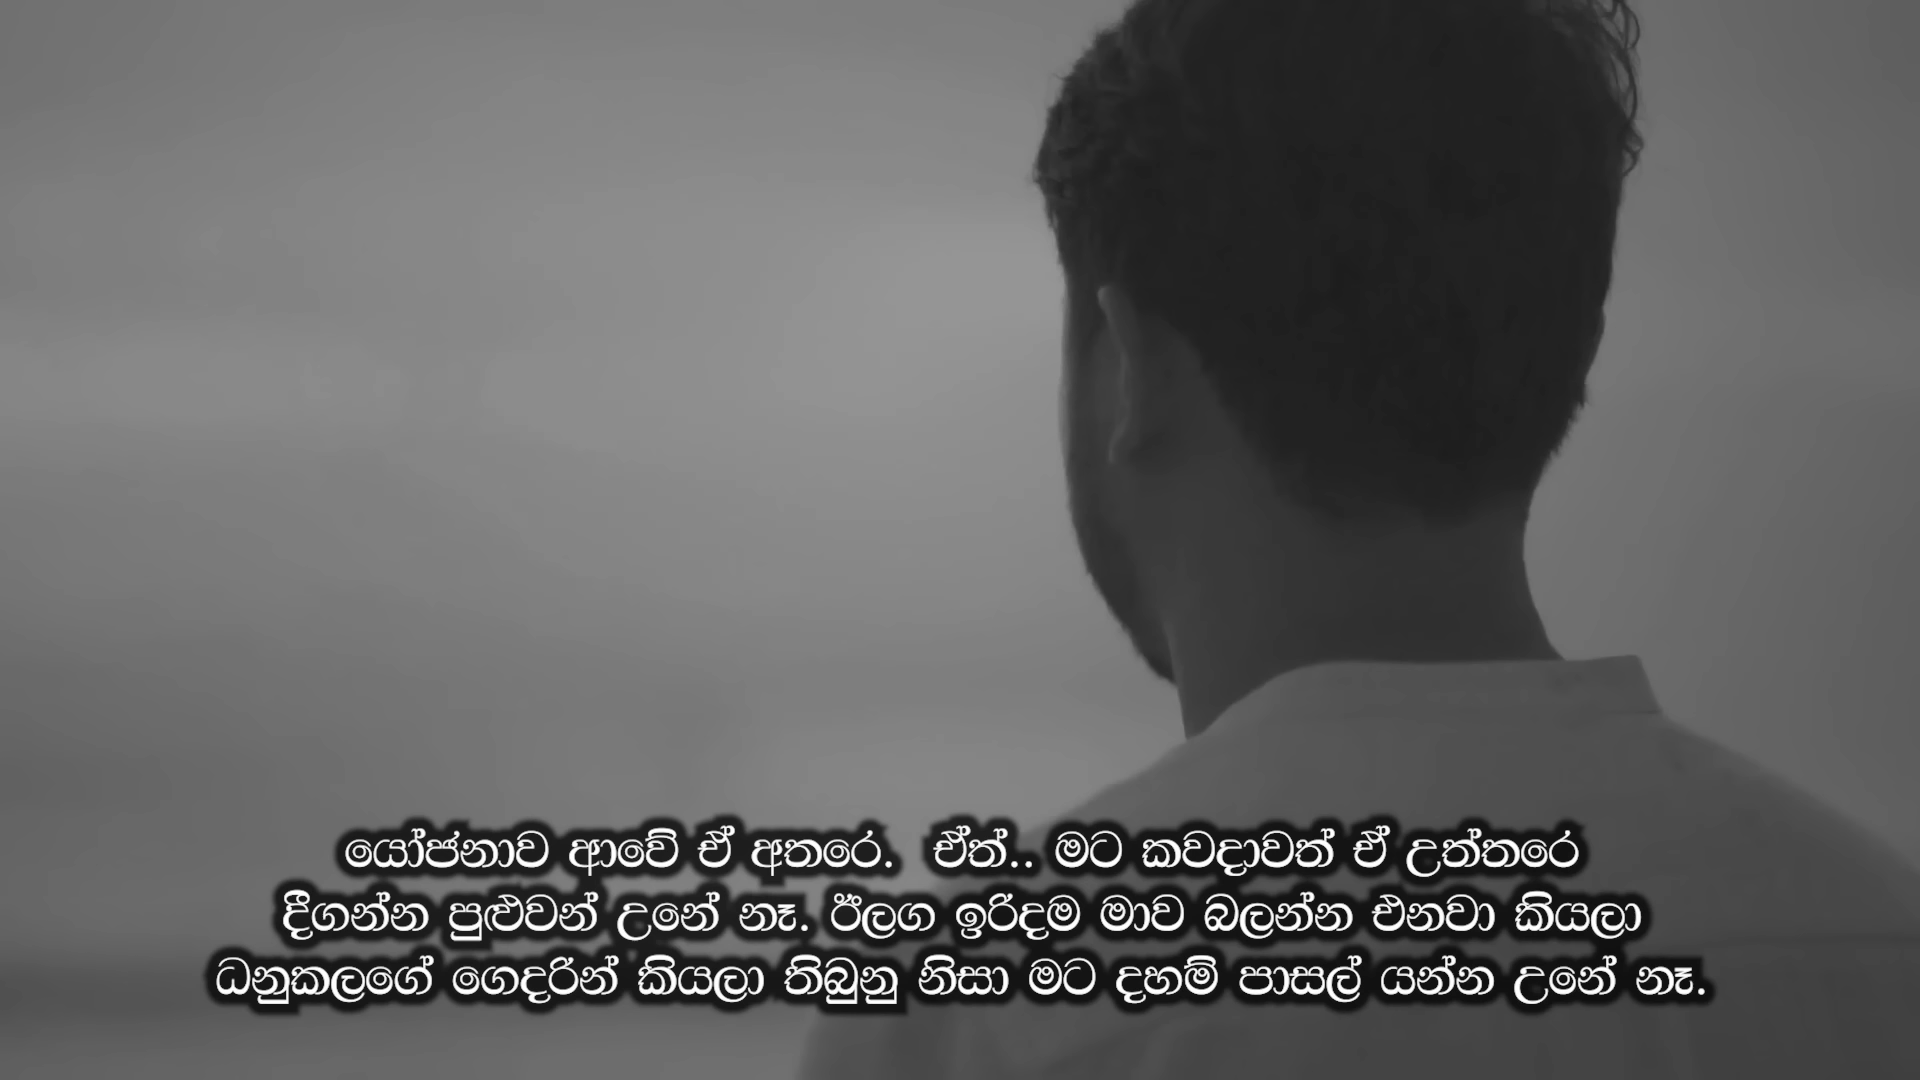 යෝජනාව ආවේ ඒ අතරෙ.  ඒත්.. මට කවදාවත් ඒ උත්තරෙ
දීගන්න පුළුවන් උනේ නෑ. ඊලග ඉරිදම මාව බලන්න එනවා කියලා
ධනුකලගේ ගෙදරින් කියලා තිබුනු නිසා මට දහම් පාසල් යන්න උනේ නෑ.